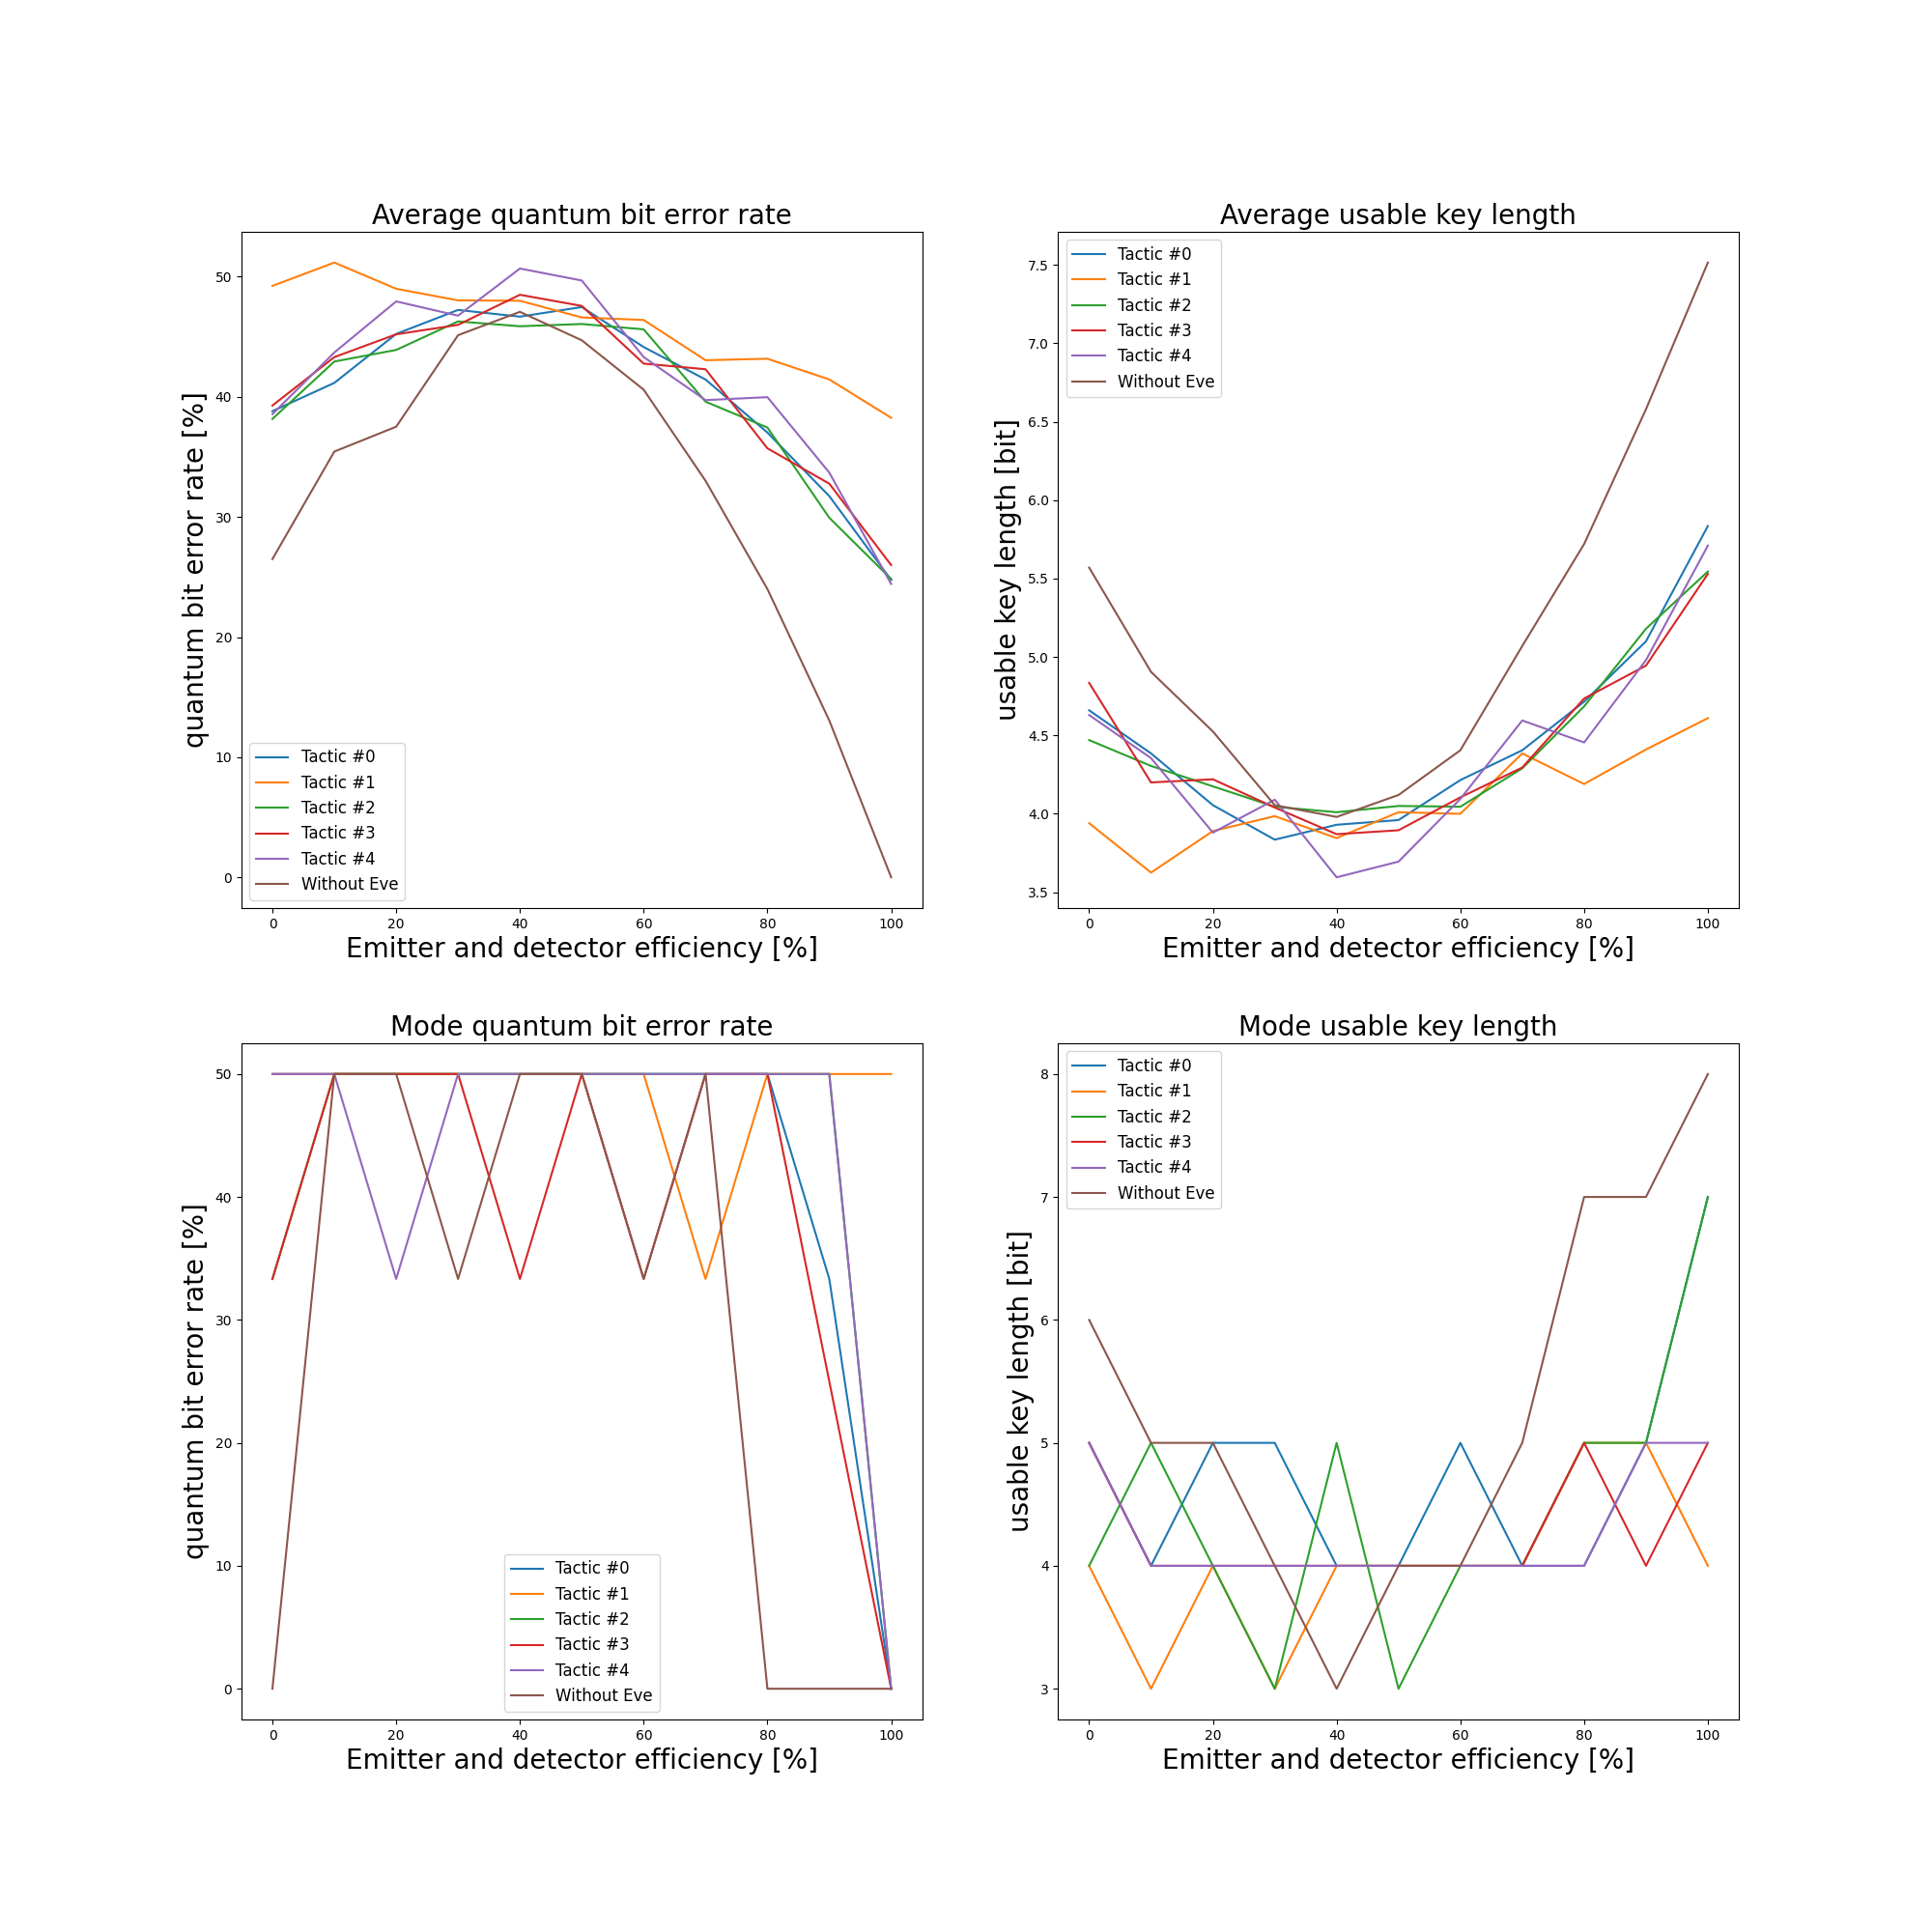 Average quantum bit error rate
quantum bit error rate [%]
50
40
30
20
10
0
Tactic #0
Tactic #1
Tactic #2
Tactic #3
Tactic #4
Without Eve
0 20 40 60 80 100
Emitter and detector efficiency [%]
Average usable key length
usable key length [bit]
7.5
7.0
6.5
6.0
5.5
5.0
4.5
4.0
3.5
Tactic #0
Tactic #1
Tactic #2
Tactic #3
Tactic #4
Without Eve
0 20 40 60 80 100
Emitter and detector efficiency [%]
Mode quantum bit error rate
quantum bit error rate [%]
50
40
30
20
10
0
Tactic #0
Tactic #1
Tactic #2
Tactic #3
Tactic #4
Without Eve
0 20 40 60 80 100
Emitter and detector efficiency [%]
Mode usable key length
usable key length [bit]
8
7
6
5
4
3
Tactic #0
Tactic #1
Tactic #2
Tactic #3
Tactic #4
Without Eve
0 20 40 60 80 100
Emitter and detector efficiency [%]